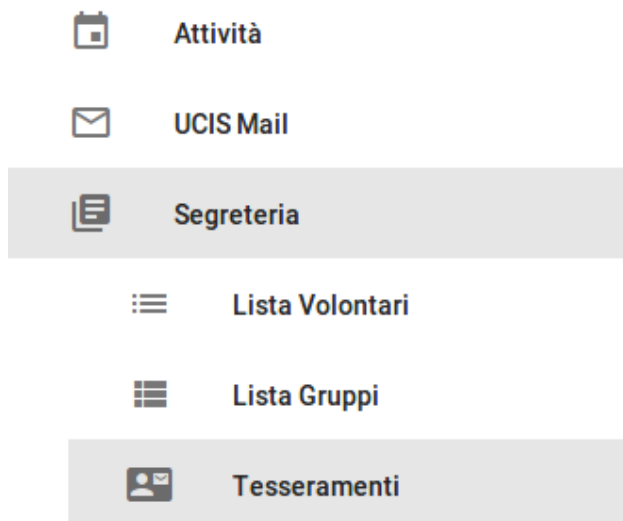 Attività
UCIS Mail
Segreteria
Lista Volontari
Lista Gruppi
Tesseramenti